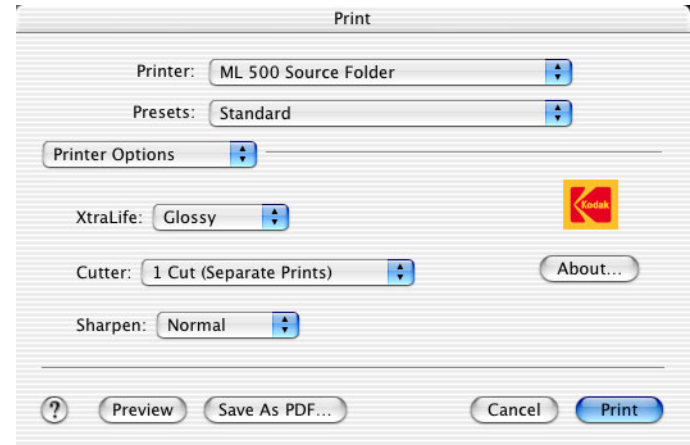 Print
Printer: ML 500 Source Folder
Presets: Standard
Printer Options
Kodak
XtraLife: Glossy
Cutter: 1 Cut (Separate Prints)
About...
Sharpen: Normal
? Preview Save As PDF... Cancel Print